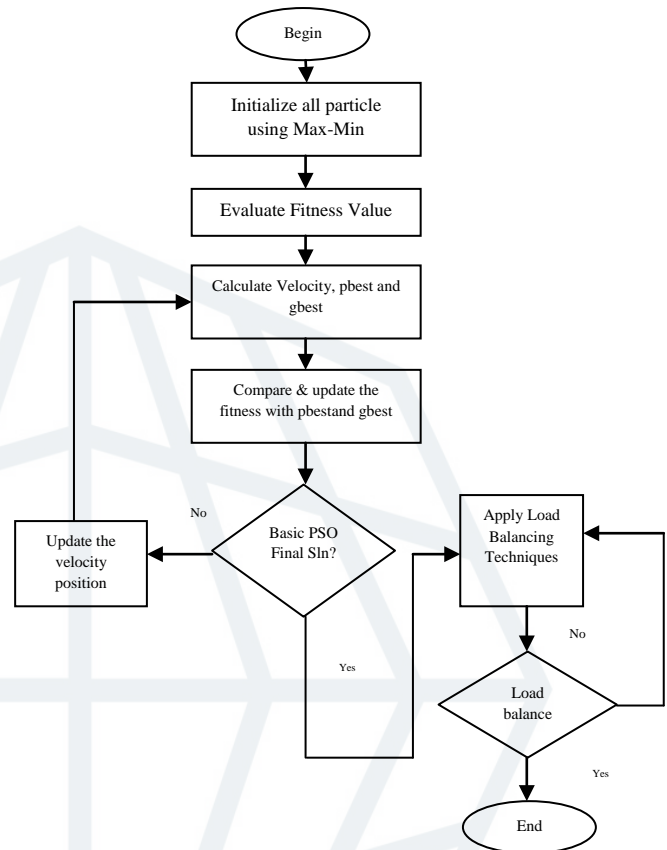 Begin
Initialize all particle
using Max-Min
Evaluate Fitness Value
Calculate Velocity, pbest and
gbest
Compare & update the
fitness with pbestand gbest
No
Basic PSO
Final Sln?
Update the
velocity
position
Yes
Apply Load
Balancing
Techniques
No
Load
balance
Yes
End